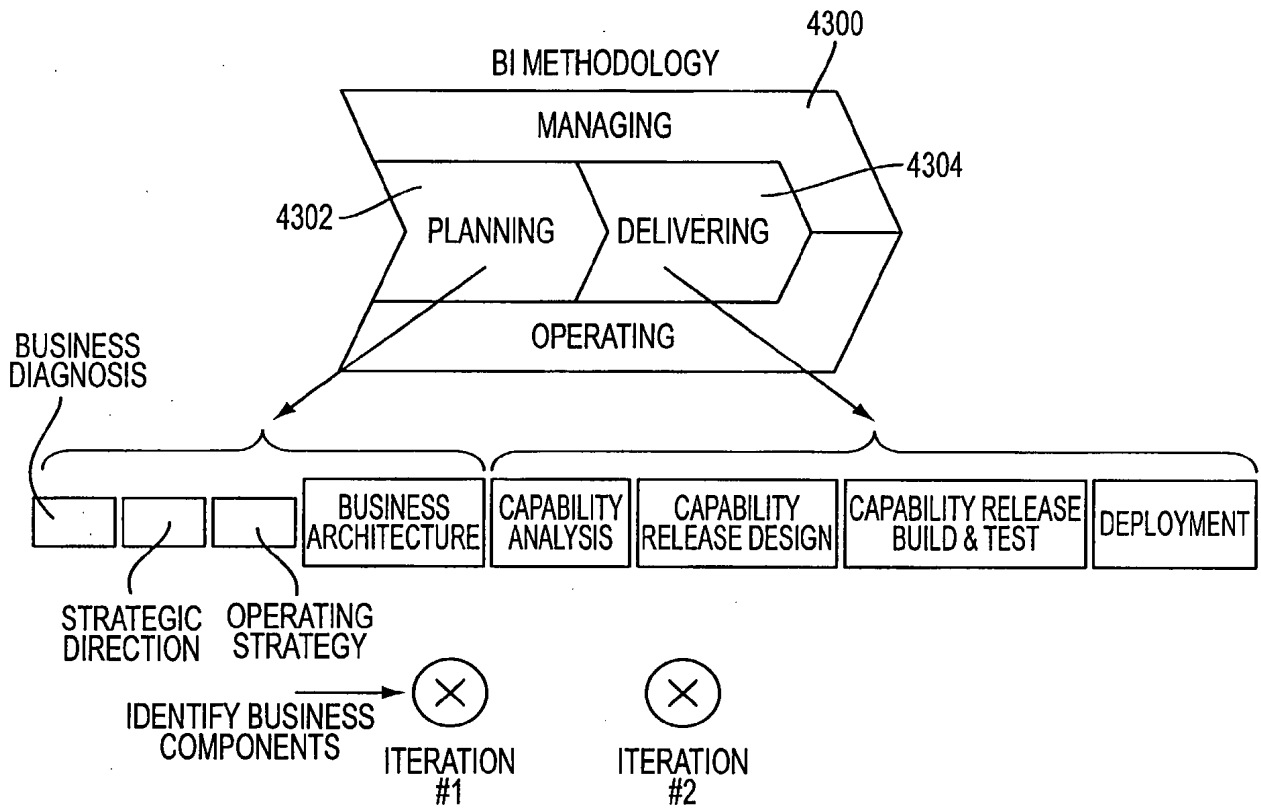 4300
BI METHODOLOGY
MANAGING
4304
4302
PLANNING
DELIVERING
OPERATING
BUSINESS
DIAGNOSIS
BUSINESS
ARCHITECTURE
CAPABILITY
ANALYSIS
CAPABILITY
RELEASE DESIGN
CAPABILITY RELEASE
BUILD & TEST
DEPLOYMENT
STRATEGIC
DIRECTION
OPERATING
STRATEGY
IDENTIFY BUSINESS
COMPONENTS
ITERATION
#1
ITERATION
#2